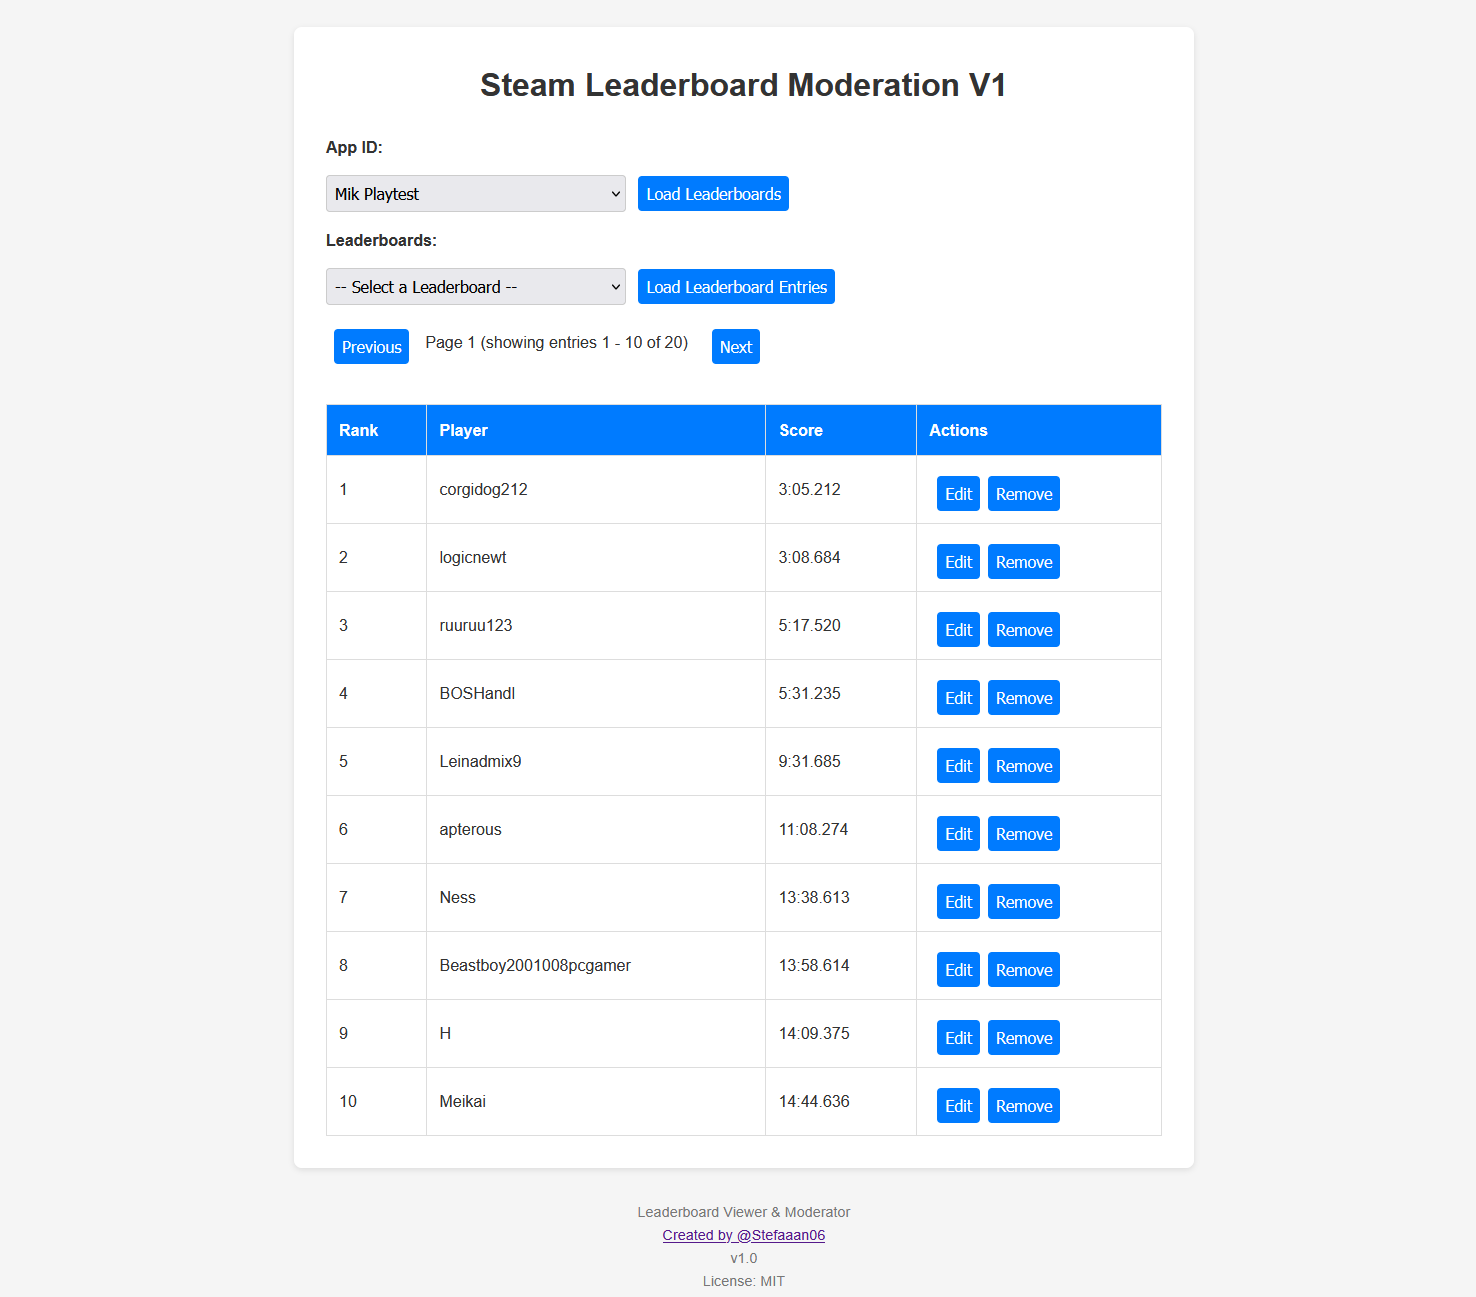 Steam Leaderboard Moderation V1
App ID:
Mik Playtest
Load Leaderboards
Leaderboards:
-- Select a Leaderboard --
Load Leaderboard Entries
Previous Page 1 (showing entries 1 - 10 of 20) Next
Rank Player Score Actions
1 corgidog212 3:05.212 Edit Remove
2 logicnewt 3:08.684 Edit Remove
3 ruuruu123 5:17.520 Edit Remove
4 BOSHandl 5:31.235 Edit Remove
5 Leinadmix9 9:31.685 Edit Remove
6 apterous 11:08.274 Edit Remove
7 Ness 13:38.613 Edit Remove
8 Beastboy2001008pcgamer 13:58.614 Edit Remove
9 H 14:09.375 Edit Remove
10 Meikai 14:44.636 Edit Remove
Leaderboard Viewer & Moderator
Created by @Stefaaan06
v1.0
License: MIT